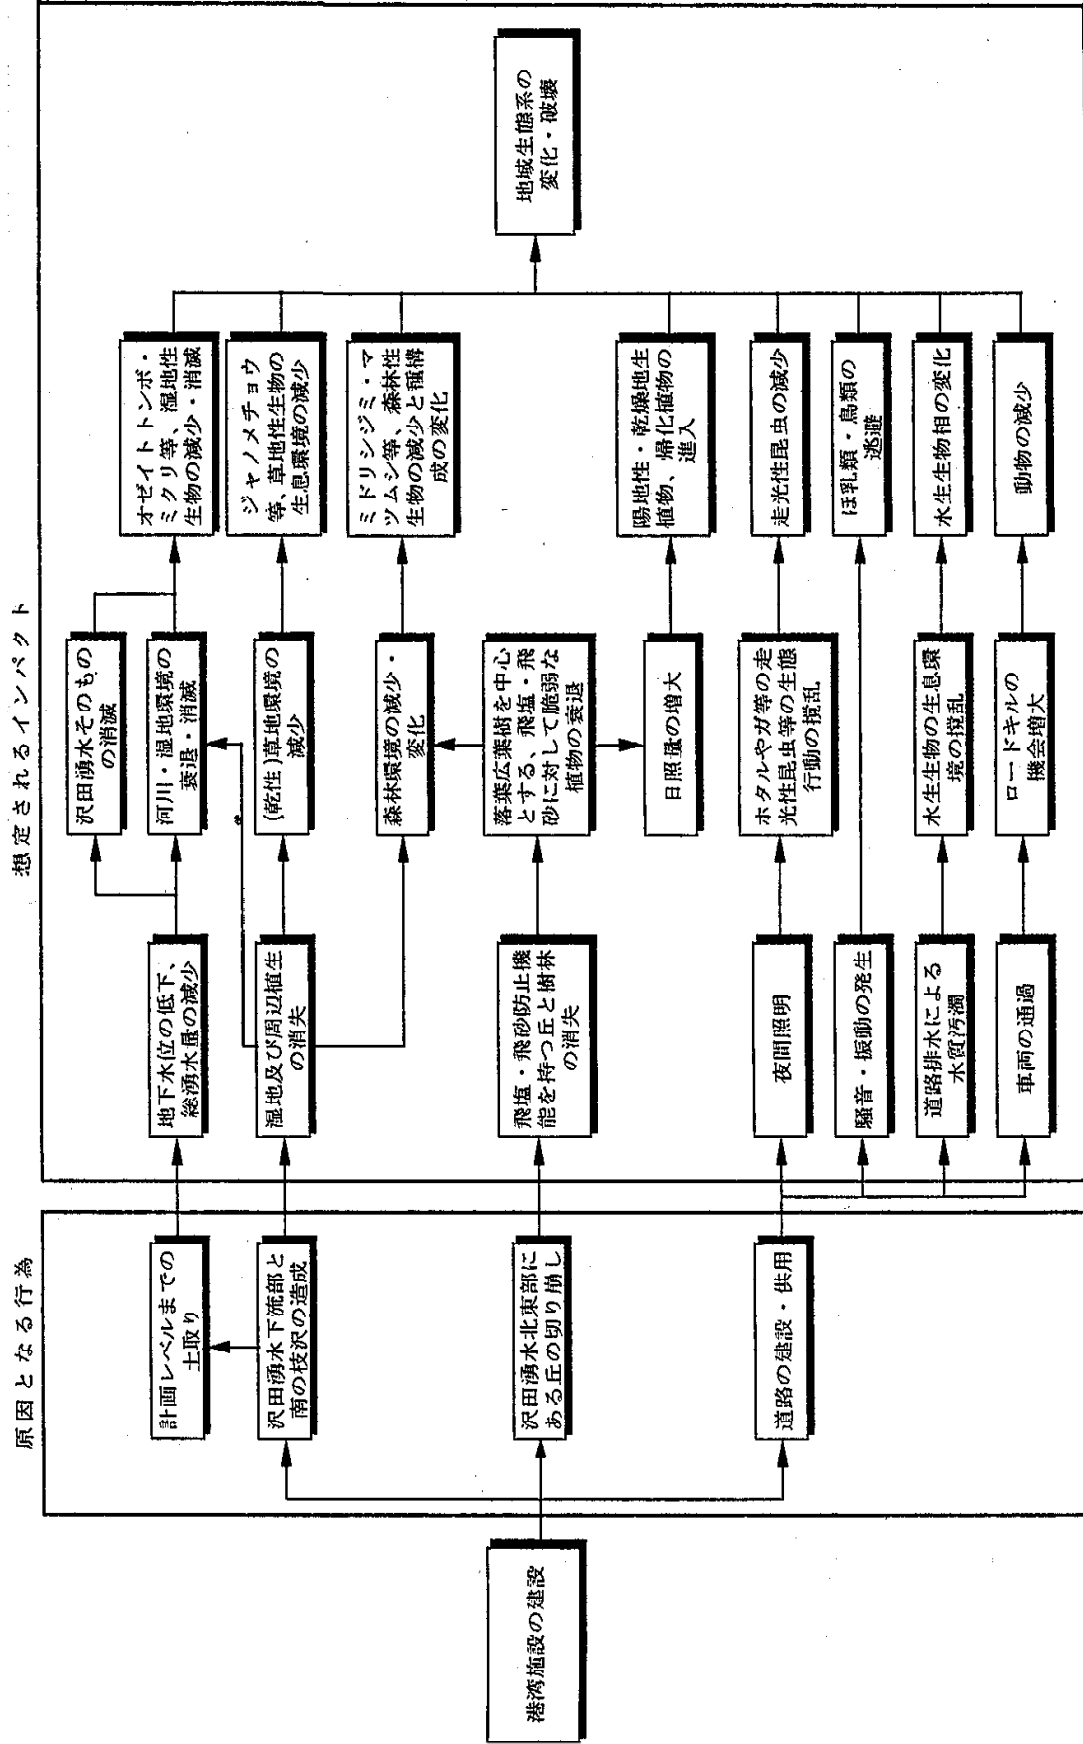 原因となる行為
想定されるインパクト
港湾施設の建設
計画レベルまでの
土取り
沢田湧水下流部と
南の枝沢の造成
沢田湧水北東部に
ある丘の切り崩し
道路の建設・供用
地下水位の低下、
総湧水量の減少
湿地及び周辺植生
の消失
飛塩・飛砂防止機
能を持つ丘と樹林
の消失
夜間照明
騒音・振動の発生
道路排水による
水質汚濁
車両の通過
沢田湧水そのもの
の消滅
河川・湿地環境の
衰退・消滅
(乾性)草地環境の
減少
森林環境の減少・
変化
落葉広葉樹を中心
とする、飛塩・飛
砂に対して脆弱な
植物の衰退
日照量の増大
ホタルやガ等の走
光性昆虫等の生態
行動の撹乱
水生生物の生息環
境の撹乱
ロードキルの
機会増大
オゼイトトンボ・
ミクリ等、湿地性
生物の減少・消滅
ジャノメチョウ
等、草地性生物の
生息環境の減少
ミドリシジミ・マ
ツムシ等、森林性
生物の減少と種構
成の変化
陽地性・乾燥地生
植物、帰化植物の
進入
走光性昆虫の減少
ほ乳類・鳥類の
逃避
水生生物相の変化
動物の減少
地域生態系の
変化・破壊